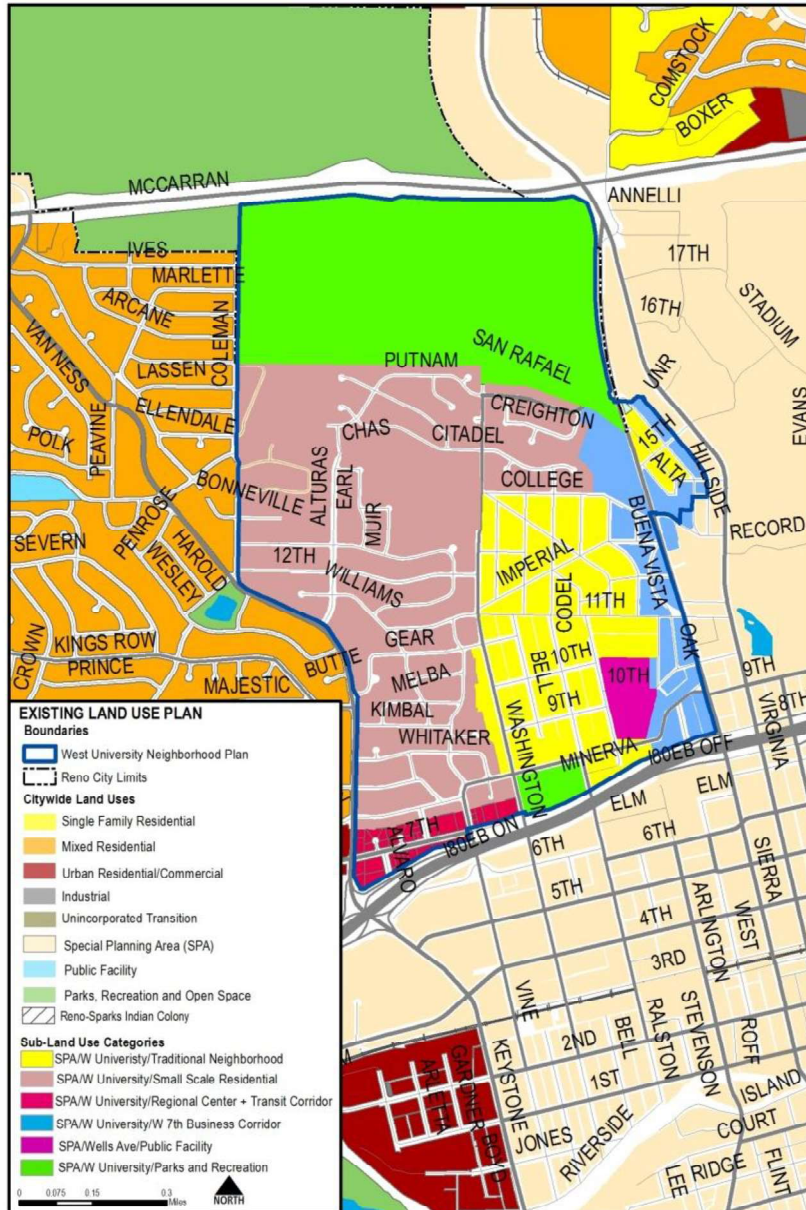 COMSTOCK
BOXER
MCCARRAN
ANNELLI
IVES
17TH
MARLETTE
ARCANE
COLEMAN
16TH
STADIUM
VAN NESS
LASSEN
PUTNAM
SAN RAFAEL
UNR
ELLENDALE
CREIGHTON
EVANS
POLK
PEAVINE
CHAS
CITADEL
15TH
ALTA
HILLSIDE
BONNEVILLE
ALTURAS
EARL
COLLEGE
PENROSE
MUIR
BUENA VISTA
RECORD
SEVERN
HAROLD
WESLEY
12TH
IMPERIAL
WILLIAMS
CODEL
11TH
CROWN
KINGS ROW
GEAR
OAK
PRINCE
BUTTE
BELL
10TH
10TH
9TH
MAJESTIC
MELBA
9TH
8TH
KIMBAL
WASHINGTON
VIRGINIA
WHITAKER
MINERVA
I80EB OFF
7TH
ALVARO
I80EB ON
ELM
ELM
6TH
6TH
SIERRA
5TH
4TH
ARLINGTON
WEST
3RD
VINE
STEVENSON
2ND
BELL
RALSTON
ROFF
KEYSTONE
1ST
ISLAND
ARLETTA
GARDNER
BOYD
JONES
RIVERSIDE
COURT
LEE
RIDGE
FLINT
EXISTING LAND USE PLAN
Boundaries
West University Neighborhood Plan
Reno City Limits
Citywide Land Uses
Single Family Residential
Mixed Residential
Urban Residential/Commercial
Industrial
Unincorporated Transition
Special Planning Area (SPA)
Public Facility
Parks, Recreation and Open Space
Reno-Sparks Indian Colony
Sub-Land Use Categories
SPA/W Univeristy/Traditional Neighborhood
SPA/W University/Small Scale Residential
SPA/W University/Regional Center + Transit Corridor
SPA/W University/W 7th Business Corridor
SPA/Wells Ave/Public Facility
SPA/W University/Parks and Recreation
0 0.075 0.15 0.3
Miles
NORTH